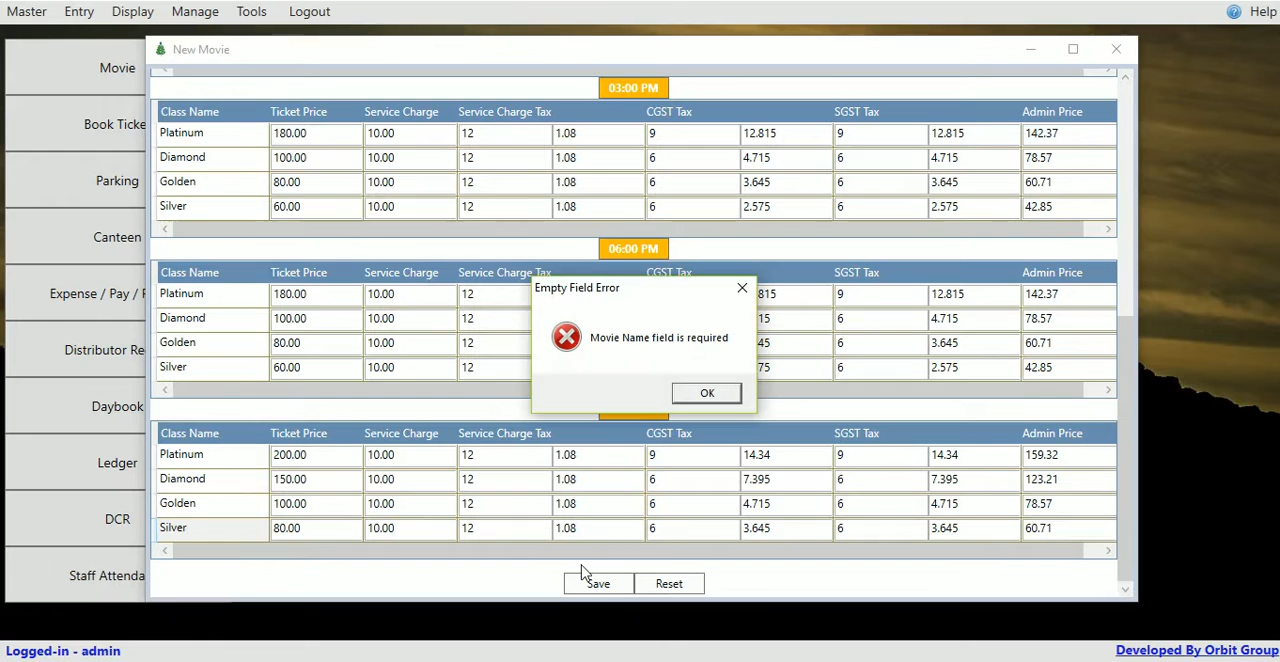 Master Entry Display Manage Tools Logout Help
New Movie
Movie
Book Ticke
Parking
Canteen
Expense / Pay /
Distributor Re
Daybook
Ledger
DCR
Staff Attenda
03:00 PM
Class Name Ticket Price Service Charge Service Charge Tax CGST Tax SGST Tax Admin Price
Platinum 180.00 10.00 12 1.08 9 12.815 9 12.815 142.37
Diamond 100.00 10.00 12 1.08 6 4.715 6 4.715 78.57
Golden 80.00 10.00 12 1.08 6 3.645 6 3.645 60.71
Silver 60.00 10.00 12 1.08 6 2.575 6 2.575 42.85
06:00 PM
Class Name Ticket Price Service Charge Service Charge Tax CGST Tax SGST Tax Admin Price
Platinum 180.00 10.00 12 815 9 12.815 142.37
Diamond 100.00 10.00 12 15 6 4.715 78.57
Golden 80.00 10.00 12 45 6 3.645 60.71
Silver 60.00 10.00 12 75 6 2.575 42.85
Empty Field Error
Movie Name field is required
OK
Class Name Ticket Price Service Charge Service Charge Tax CGST Tax SGST Tax Admin Price
Platinum 200.00 10.00 12 1.08 9 14.34 9 14.34 159.32
Diamond 150.00 10.00 12 1.08 6 7.395 6 7.395 123.21
Golden 100.00 10.00 12 1.08 6 4.715 6 4.715 78.57
Silver 80.00 10.00 12 1.08 6 3.645 6 3.645 60.71
Save Reset
Logged-in - admin
Developed By Orbit Group